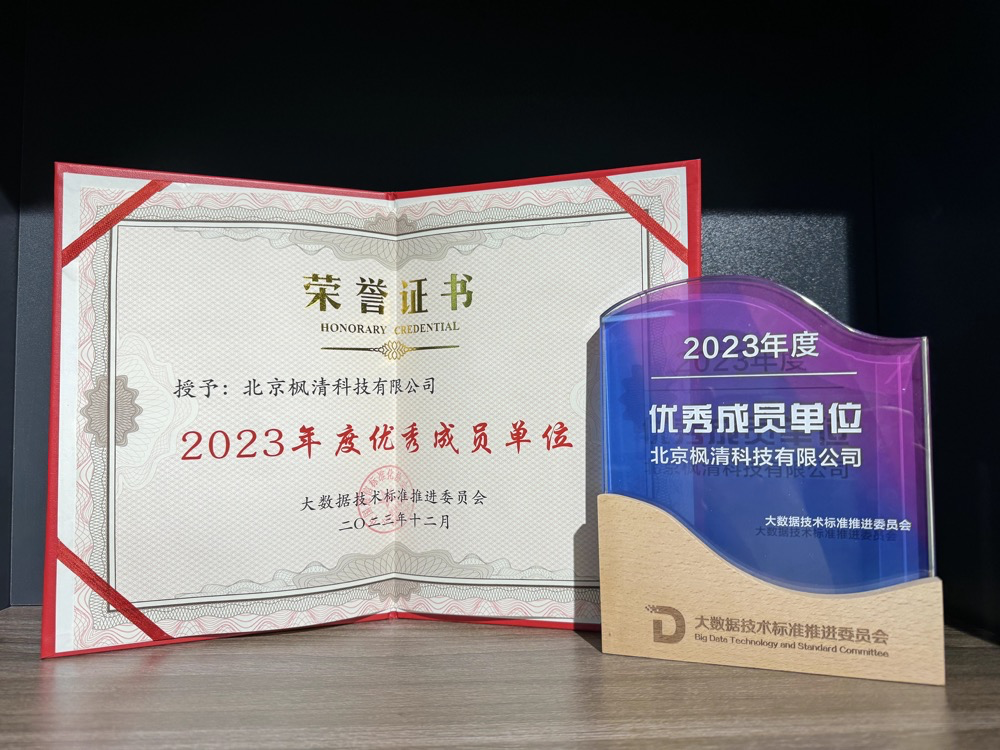 荣誉证书
HONORARY CREDENTIAL
授予：北京枫清科技有限公司
2023年度优秀成员单位
大数据技术标准推进委员会
二〇二三年十二月
2023年度
优秀成员单位
北京枫清科技有限公司
大数据技术标准推进委员会
大数据技术标准推进委员会
Big Data Technology and Standard Committee